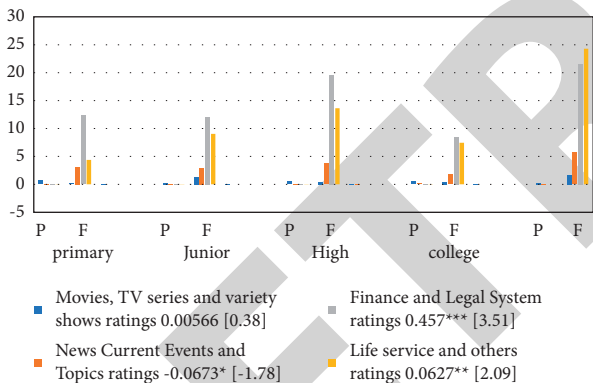 30
25
20
15
10
5
0
-5
P F P F P F P F P F
primary Junior High college
Movies, TV series and variety
shows ratings 0.00566 [0.38]
News Current Events and
Topics ratings -0.0673* [-1.78]
Finance and Legal System
ratings 0.457*** [3.51]
Life service and others
ratings 0.0627** [2.09]